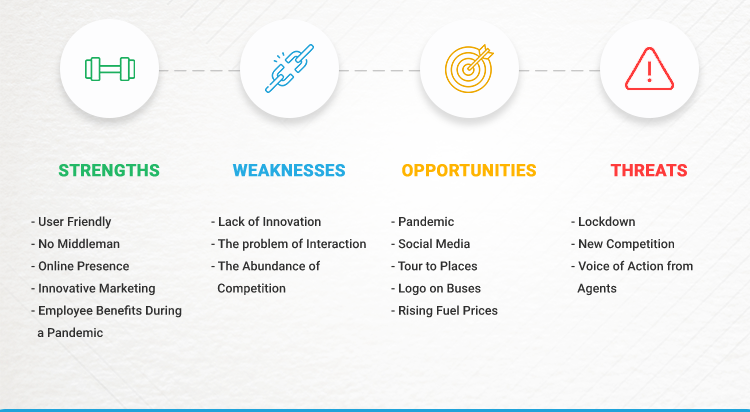 STRENGTHS
- User Friendly
- No Middleman
- Online Presence
- Innovative Marketing
- Employee Benefits During
a Pandemic
WEAKNESSES
- Lack of Innovation
- The problem of Interaction
- The Abundance of
Competition
OPPORTUNITIES
- Pandemic
- Social Media
- Tour to Places
- Logo on Buses
- Rising Fuel Prices
THREATS
- Lockdown
- New Competition
- Voice of Action from
Agents